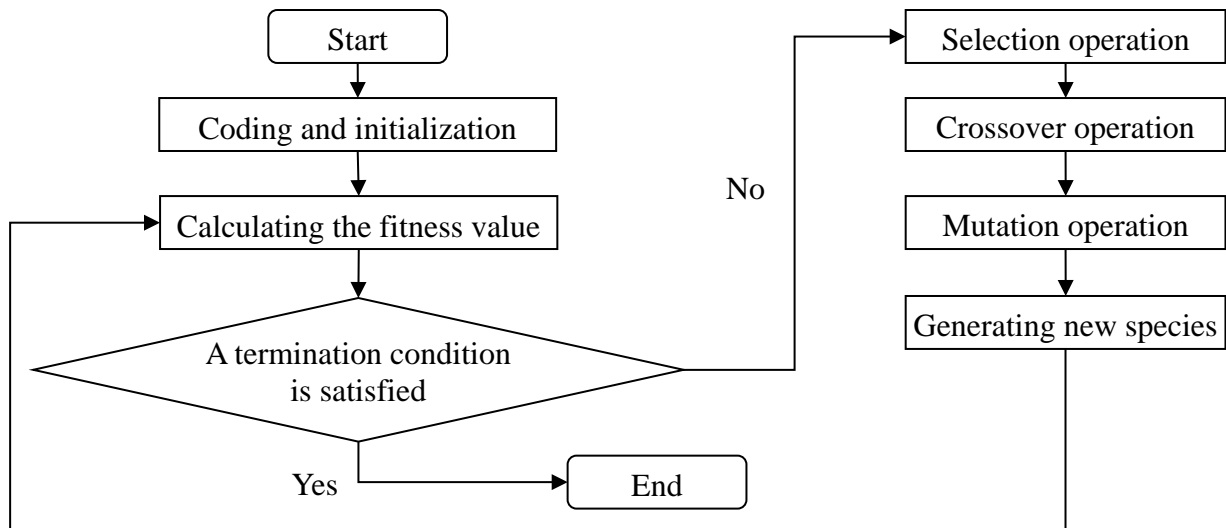 Start
Coding and initialization
Calculating the fitness value
A termination condition
is satisfied
Yes
End
No
Selection operation
Crossover operation
Mutation operation
Generating new species